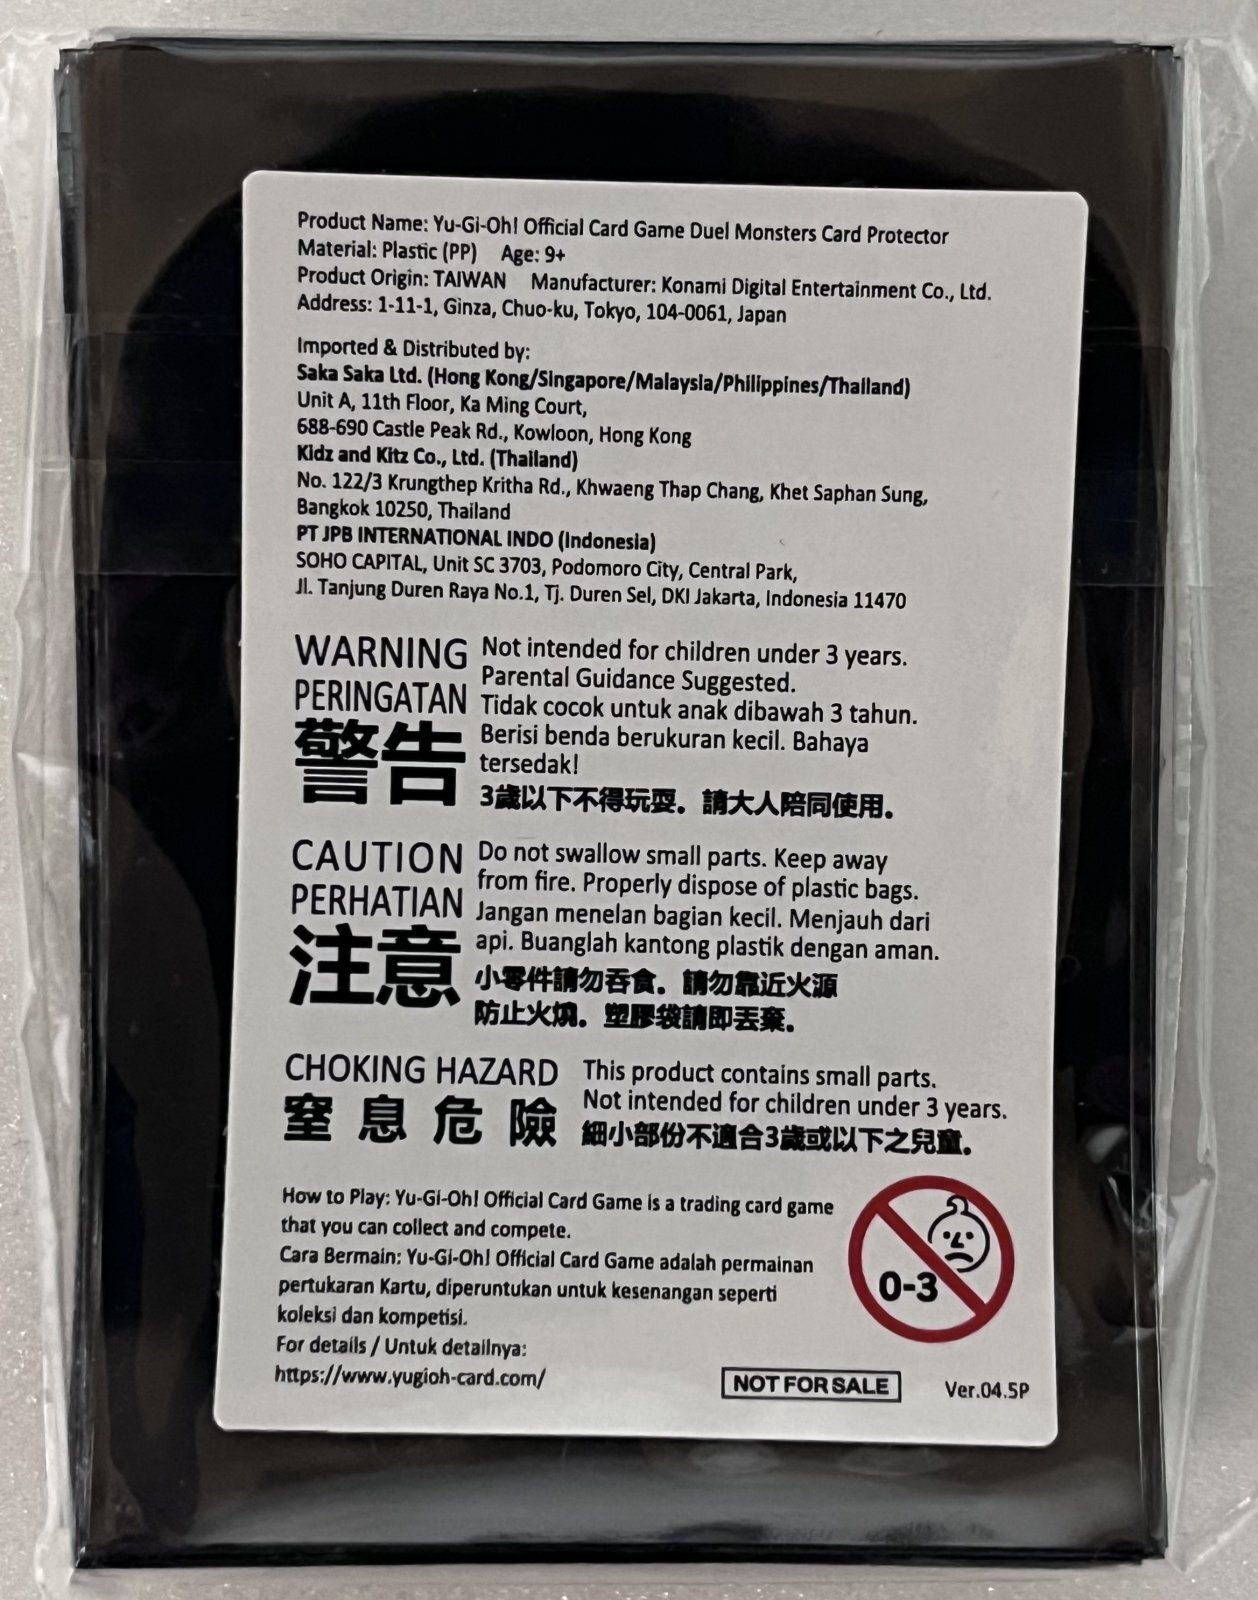 Product Name: Yu-Gi-Oh! Official Card Game Duel Monsters Card Protector
Material: Plastic (PP) Age: 9+
Product Origin: TAIWAN Manufacturer: Konami Digital Entertainment Co., Ltd.
Address: 1-11-1, Ginza, Chuo-ku, Tokyo, 104-0061, Japan
Imported & Distributed by:
Saka Saka Ltd. (Hong Kong/Singapore/Malaysia/Philippines/Thailand)
Unit A, 11th Floor, Ka Ming Court,
688-690 Castle Peak Rd., Kowloon, Hong Kong
Kidz and Kitz Co., Ltd. (Thailand)
No. 122/3 Krungthep Kritha Rd., Khwaeng Thap Chang, Khet Saphan Sung,
Bangkok 10250, Thailand
PT JPB INTERNATIONAL INDO (Indonesia)
SOHO CAPITAL, Unit SC 3703, Podomoro City, Central Park,
Jl. Tanjung Duren Raya No.1, Tj. Duren Sel, DKI Jakarta, Indonesia 11470
WARNING
PERINGATAN
警告
Not intended for children under 3 years.
Parental Guidance Suggested.
Tidak cocok untuk anak dibawah 3 tahun.
Berisi benda berukuran kecil. Bahaya
tersedak!
3歲以下不得玩耍。請大人陪同使用。
CAUTION
PERHATIAN
注意
Do not swallow small parts. Keep away
from fire. Properly dispose of plastic bags.
Jangan menelan bagian kecil. Menjauh dari
api. Buanglah kantong plastik dengan aman.
小零件請勿吞食。請勿靠近火源
防止火燒。塑膠袋請即丟棄。
CHOKING HAZARD
窒息危險
This product contains small parts.
Not intended for children under 3 years.
細小部份不適合3歲或以下之兒童。
How to Play: Yu-Gi-Oh! Official Card Game is a trading card game
that you can collect and compete.
Cara Bermain: Yu-Gi-Oh! Official Card Game adalah permainan
pertukaran Kartu, diperuntukan untuk kesenangan seperti
koleksi dan kompetisi.
For details / Untuk detailnya:
https://www.yugioh-card.com/
0-3
NOT FOR SALE
Ver.04.5P